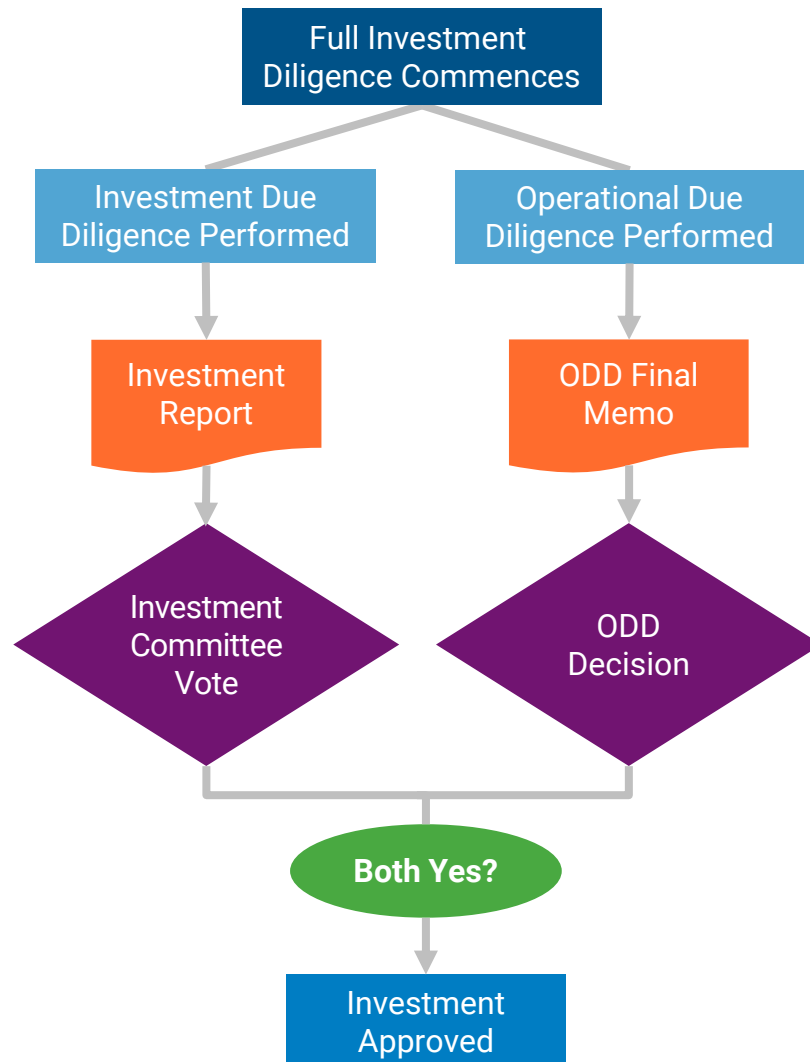 Full Investment
Diligence Commences
Investment Due
Diligence Performed
Operational Due
Diligence Performed
Investment
Report
ODD Final
Memo
Investment
Committee
Vote
ODD
Decision
Both Yes?
Investment
Approved